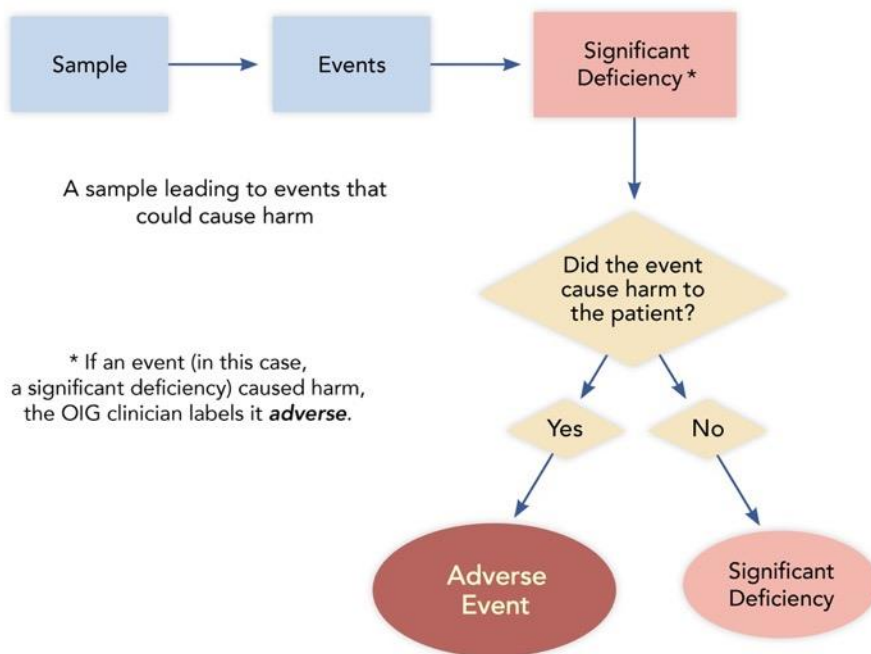 Sample
Events
Significant
Deficiency *
A sample leading to events that
could cause harm
Did the event
cause harm to
the patient?
* If an event (in this case,
a significant deficiency) caused harm,
the OIG clinician labels it adverse.
Yes
No
Adverse
Event
Significant
Deficiency